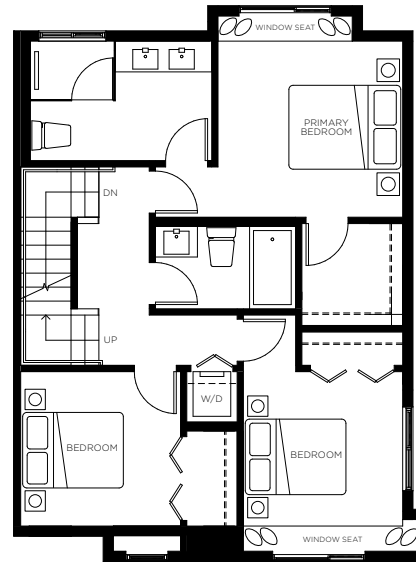 WINDOW SEAT
PRIMARY
BEDROOM
DN
UP
W/D
BEDROOM
BEDROOM
WINDOW SEAT